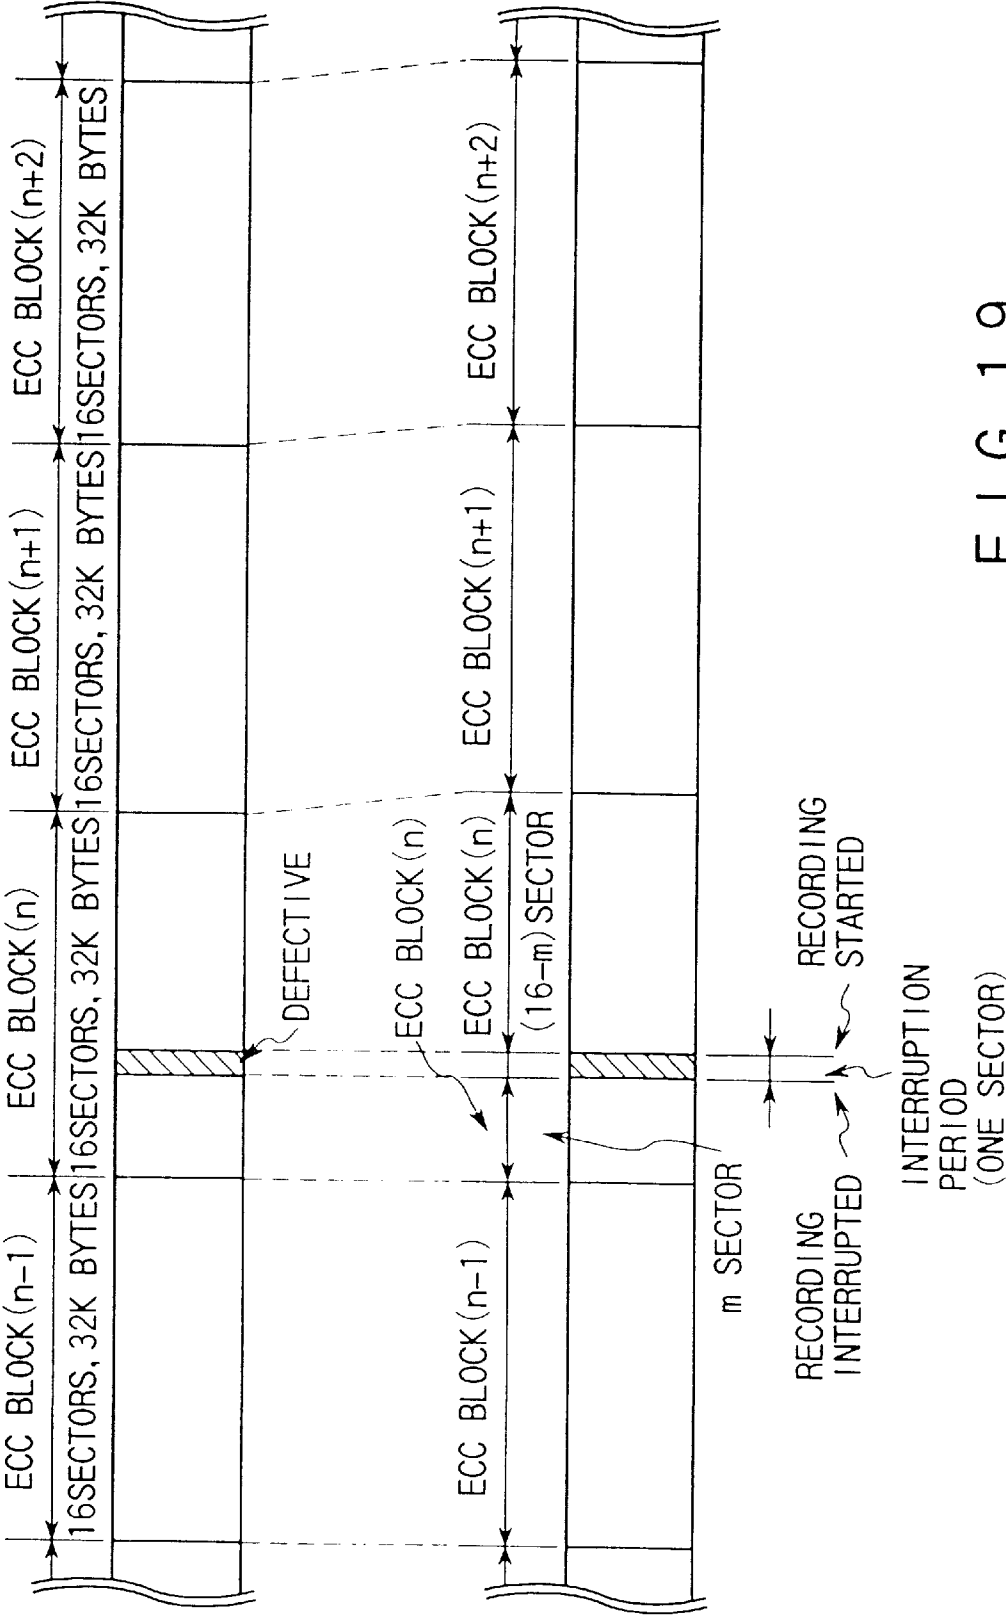 ECC BLOCK(n-1)
ECC BLOCK(n)
ECC BLOCK(n+1)
ECC BLOCK(n+2)
16SECTORS, 32K BYTES
16SECTORS, 32K BYTES
16SECTORS, 32K BYTES
16SECTORS, 32K BYTES
DEFECTIVE
ECC BLOCK(n)
ECC BLOCK(n-1)
ECC BLOCK(n)
ECC BLOCK(n+1)
ECC BLOCK(n+2)
(16-m)SECTOR
m SECTOR
RECORDING
INTERRUPTED
RECORDING
STARTED
INTERRUPTION
PERIOD
(ONE SECTOR)
FIG 19